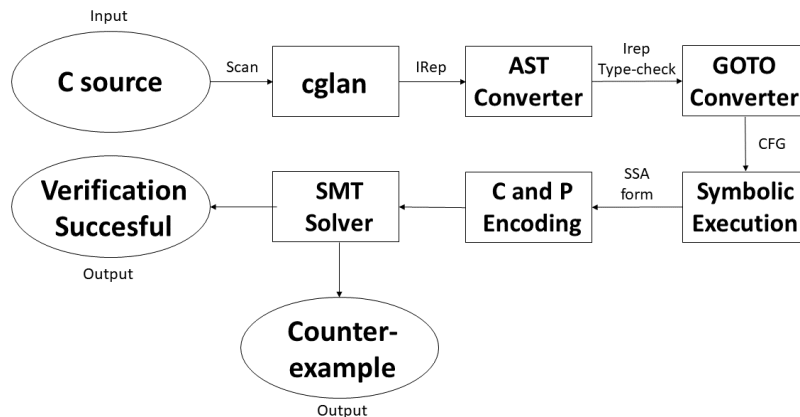 Input
C source
Scan
cglan
IRep
AST
Converter
Irep
Type-check
GOTO
Converter
CFG
Verification
Succesful
Output
SMT
Solver
C and P
Encoding
SSA
form
Symbolic
Execution
Counter-
example
Output